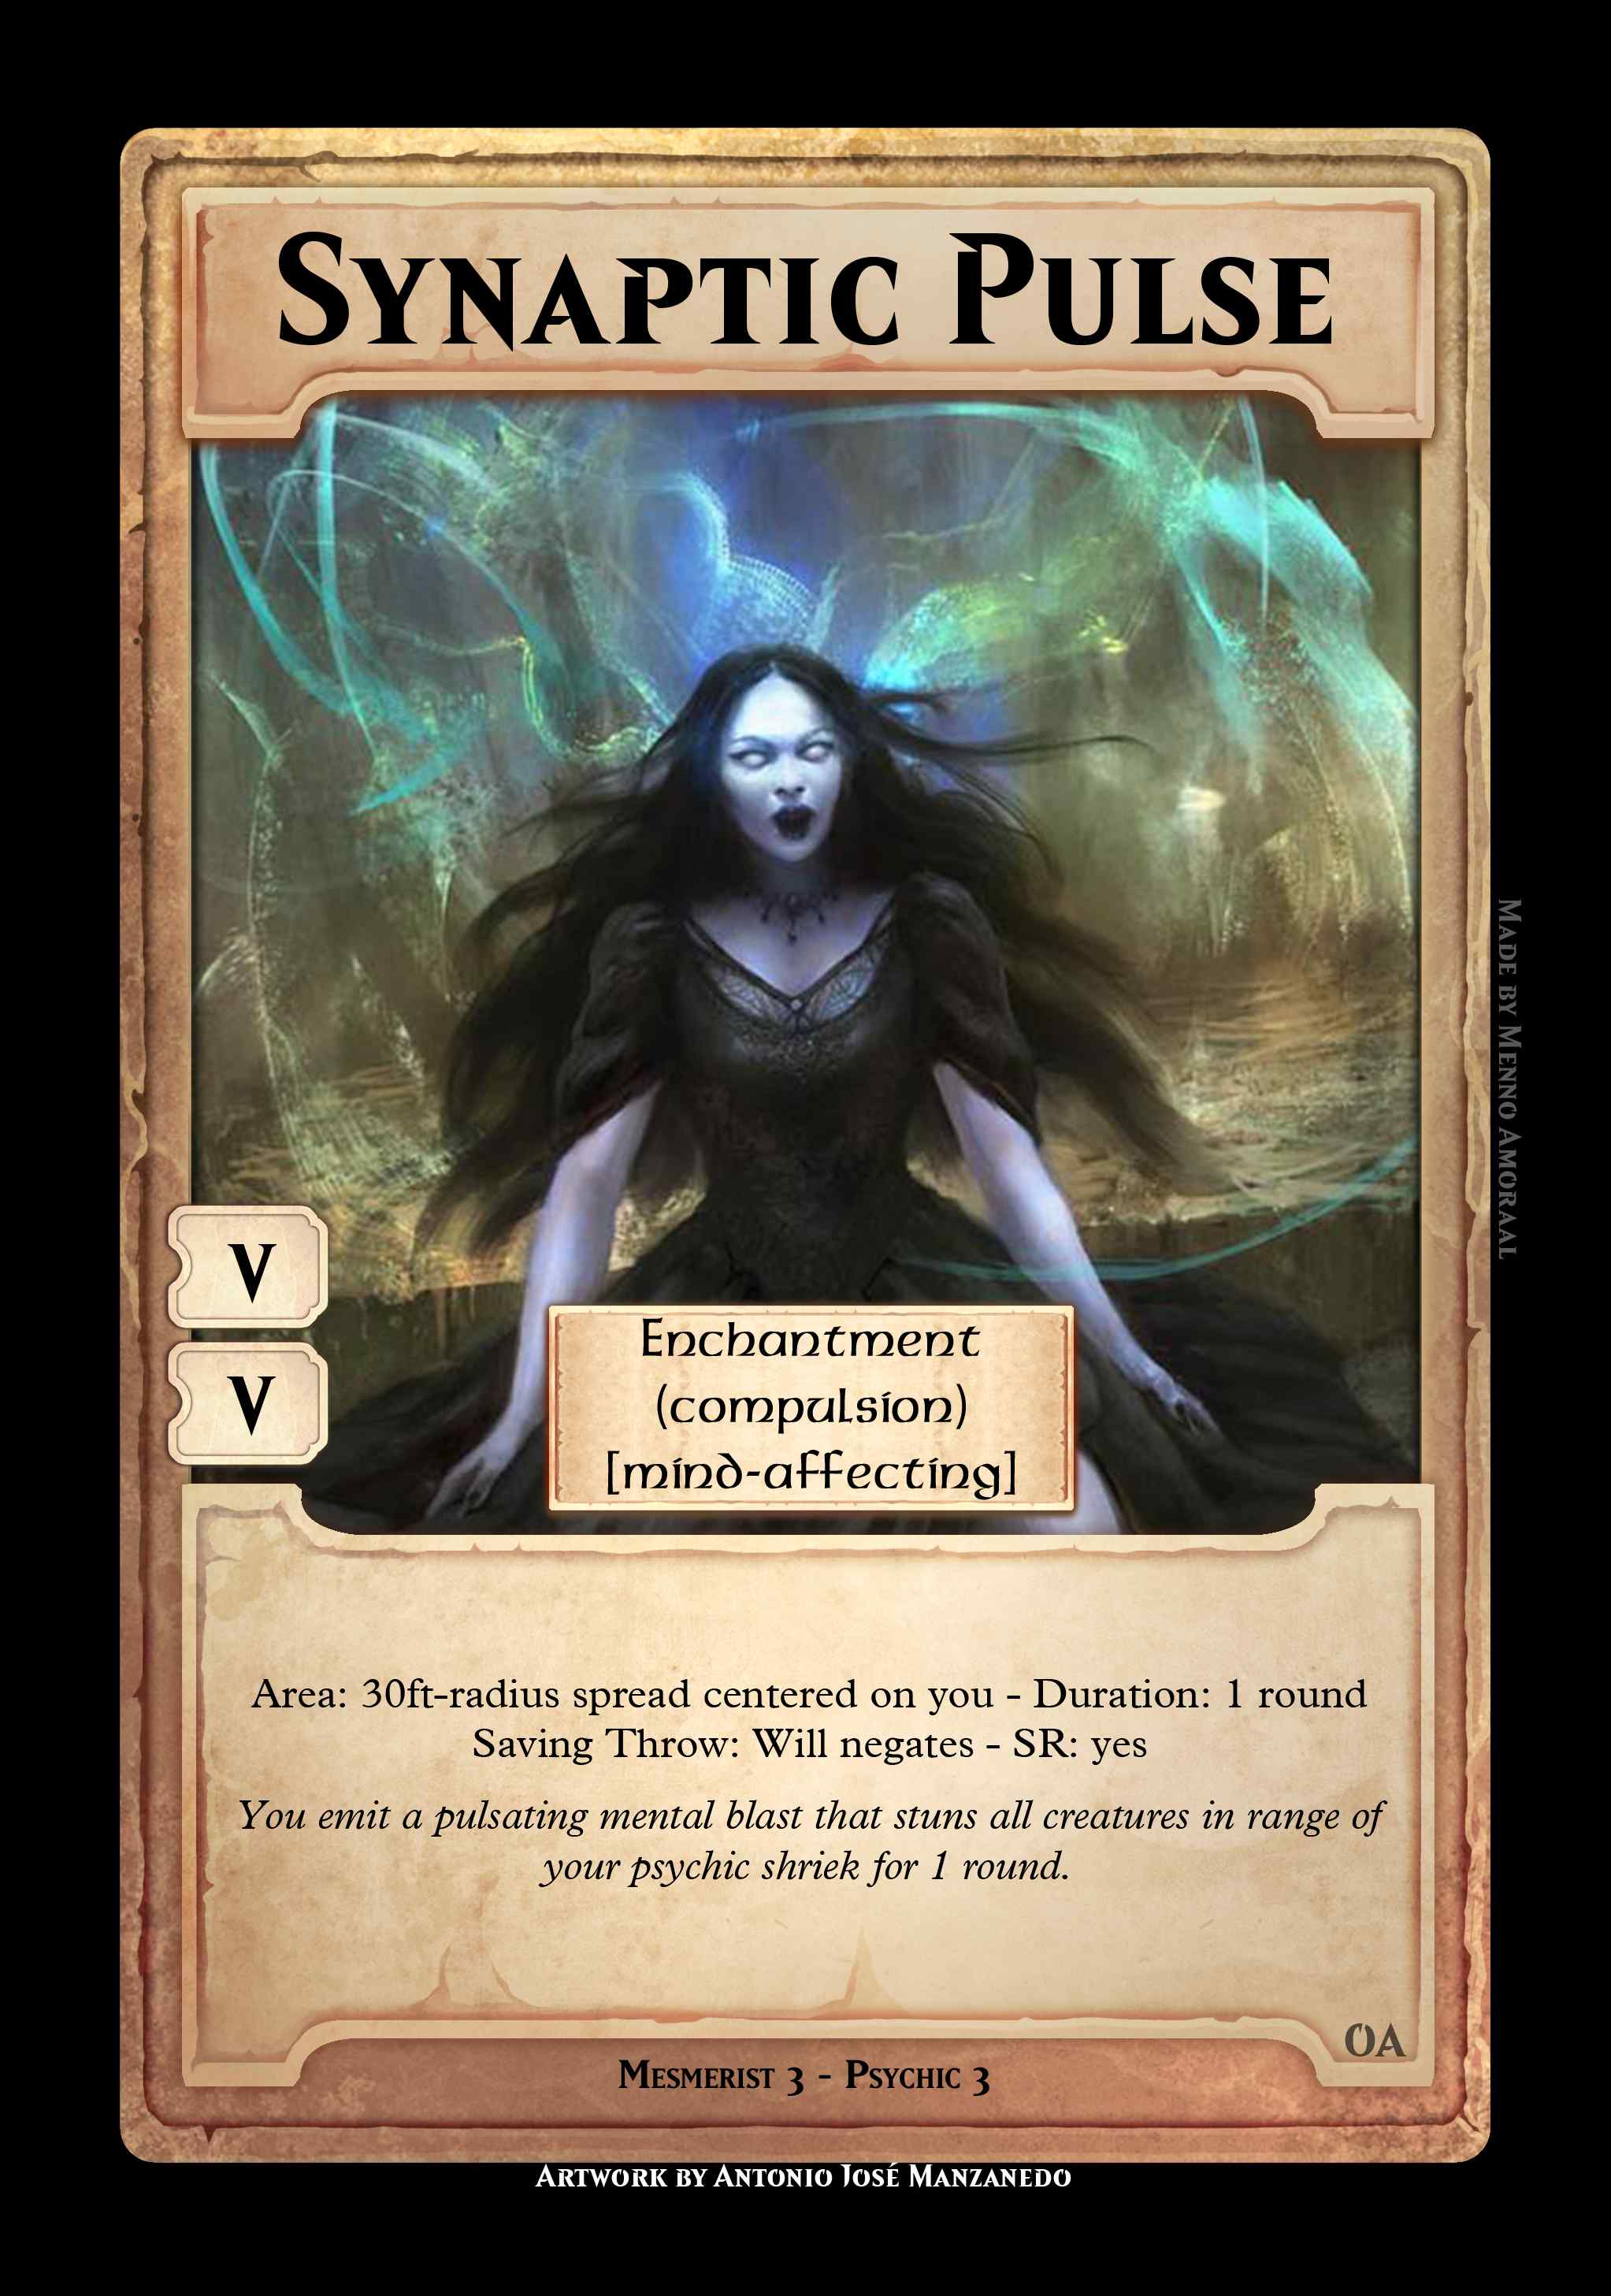 Synaptic Pulse
V
V
Enchantment
(compulsion)
[mind-affecting]
Area: 30ft-radius spread centered on you - Duration: 1 round
Saving Throw: Will negates - SR: yes
You emit a pulsating mental blast that stuns all creatures in range of
your psychic shriek for 1 round.
OA
Mesmerist 3 - Psychic 3
Artwork by Antonio José Manzanedo
Made by Menno Amoraal